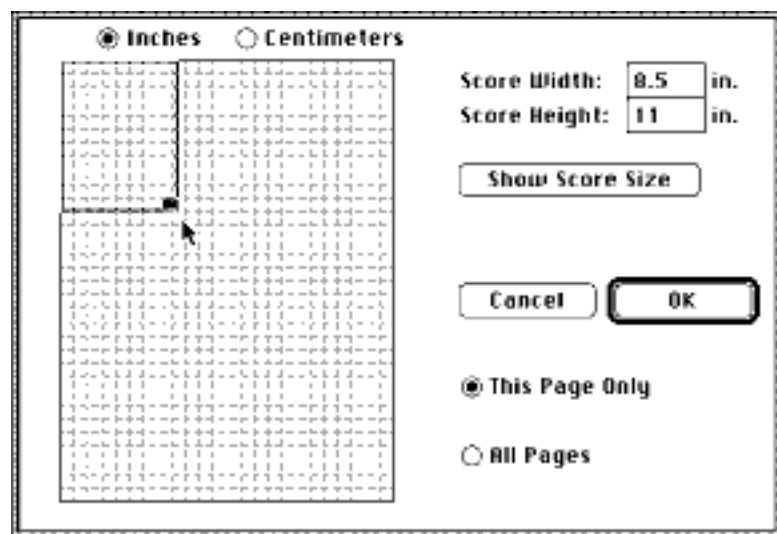 Inches Centimeters
Score Width: 8.5 in.
Score Height: 11 in.
Show Score Size
Cancel OK
This Page Only
All Pages